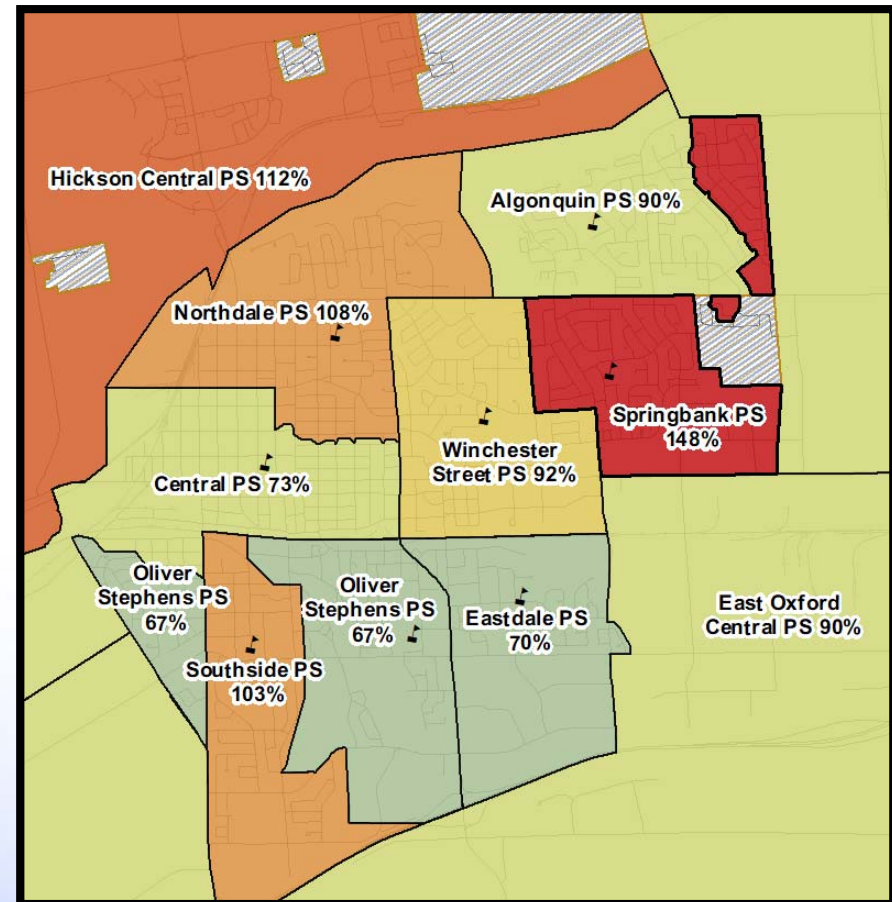 Hickson Central PS 112%
Algonquin PS 90%
Northdale PS 108%
Springbank PS
148%
Winchester
Street PS 92%
Central PS 73%
Oliver
Stephens PS
67%
Oliver
Stephens PS
67%
Eastdale PS
70%
East Oxford
Central PS 90%
Southside PS
103%